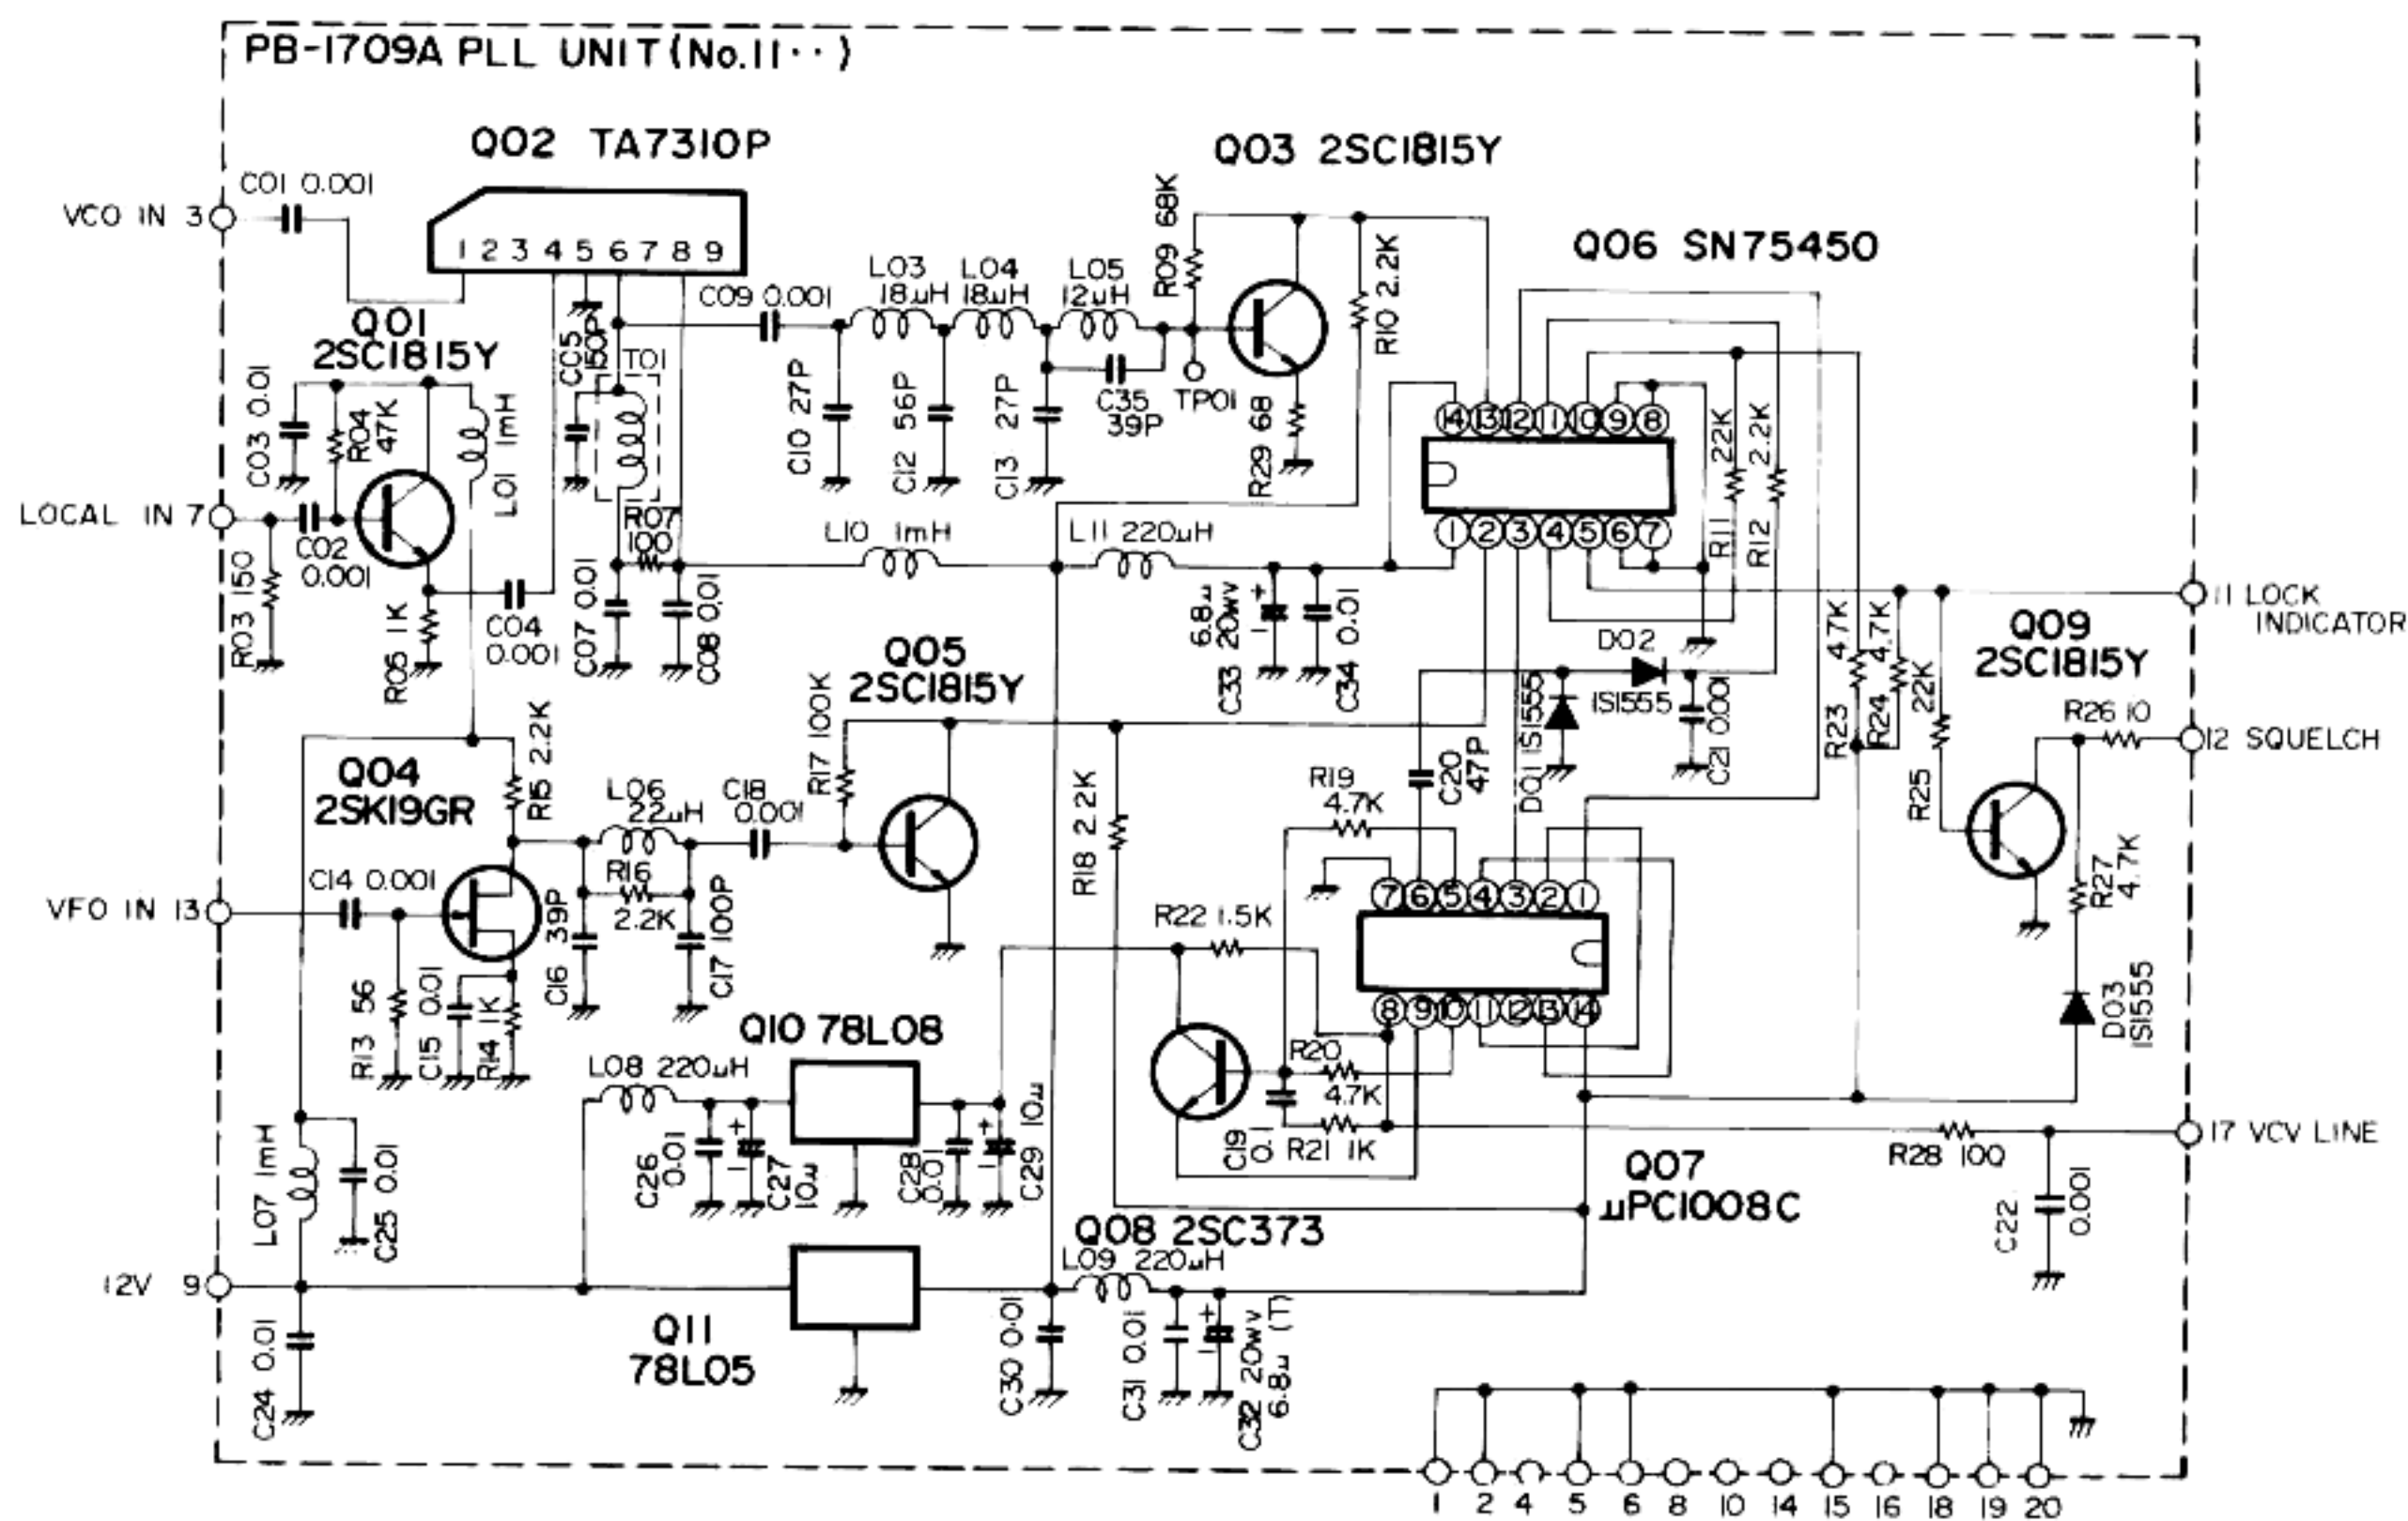 PB-1709A PLL UNIT (No.11··)
Q02 TA7310P
Q03 2SC1815Y
C01 0.001
VCO IN 3
1 2 3 4 5 6 7 8 9
Q06 SN75450
R09 68K
R10 2.2K
C09 0.001
L03
18μH
L04
18μH
L05
12μH
Q01
2SC1815Y
T01
C03 0.01
R04
47K
L01 1mH
C10 27P
C12 56P
C13 27P
C35
39P
TP01
R29 68
14 13 12 11 10 9 8
R11 22K
R12 2.2K
1 2 3 4 5 6 7
LOCAL IN 7
C02
0.001
R03 150
R07
100
L10 1mH
L11 220μH
C04
0.001
C07 0.01
C08 0.01
C33 20wv
6.8μ
C34 0.01
11 LOCK
INDICATOR
Q05
2SC1815Y
D02
1S1555
D01 1S1555
C21 0.001
R23 4.7K
R24 4.7K
R25 22K
Q09
2SC1815Y
R26 10
12 SQUELCH
Q04
2SK19GR
R15 2.2K
L06
22μH
C18
0.001
R17 100K
R18 2.2K
R19
4.7K
C20
47P
R27
4.7K
C14 0.001
VFO IN 13
R16
2.2K
C16 39P
C17 100P
R22 1.5K
7 6 5 4 3 2 1
8 9 10 11 12 13 14
R13 56
C15 0.01
R14 1K
Q10 78L08
L08 220μH
R20
4.7K
D03
1S1555
C26
0.01
C27
10μ
C28
0.01
C29 10μ
C19
0.1
R21 1K
17 VCV LINE
R28 100
Q07
μPC1008C
C22
0.001
L07 1mH
C25 0.01
Q08 2SC373
L09 220μH
12V 9
Q11
78L05
C24 0.01
C30 0.01
C31 0.01
C32 20wv
6.8μ (T)
1 2 4 5 6 8 10 14 15 16 18 19 20